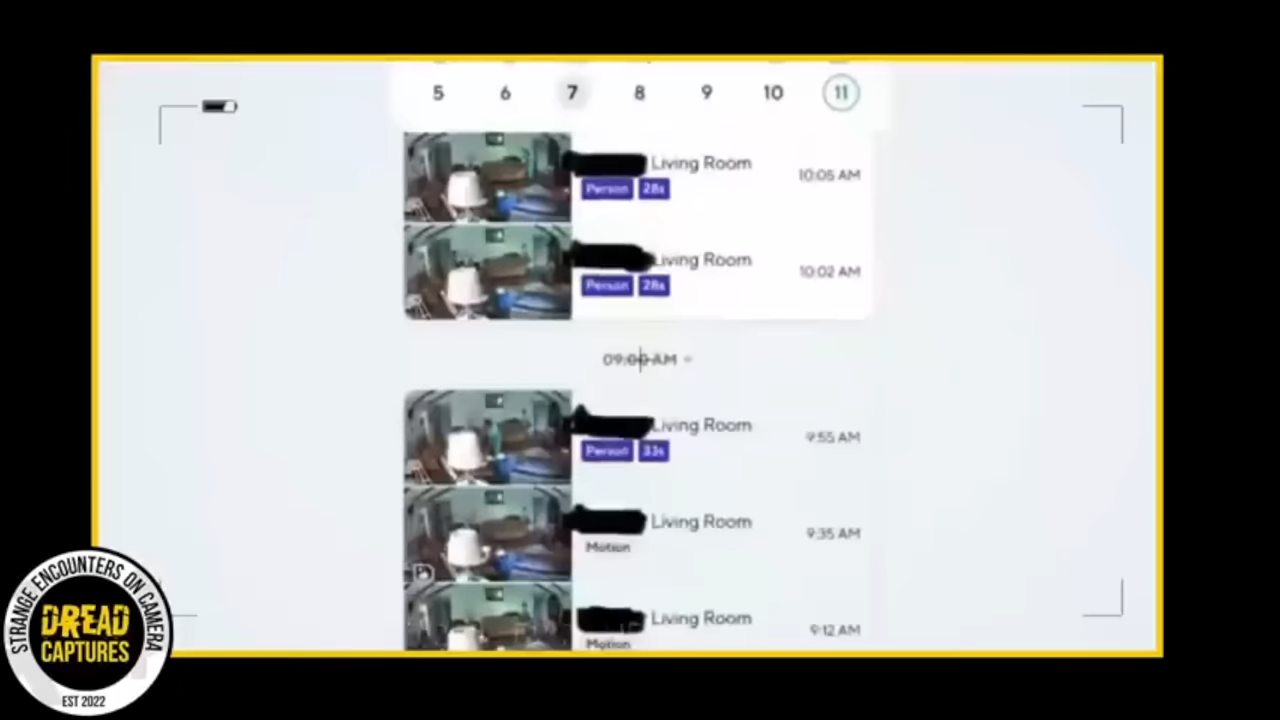 5 6 7 8 9 10 11
Living Room
10:05 AM
Person 28s
Living Room
10:02 AM
Person 28s
09:00 AM
Living Room
9:55 AM
Person 33s
Living Room
9:35 AM
Motion
Living Room
9:12 AM
Motion
STRANGE ENCOUNTERS ON CAMERA
DREAD
CAPTURES
EST 2022